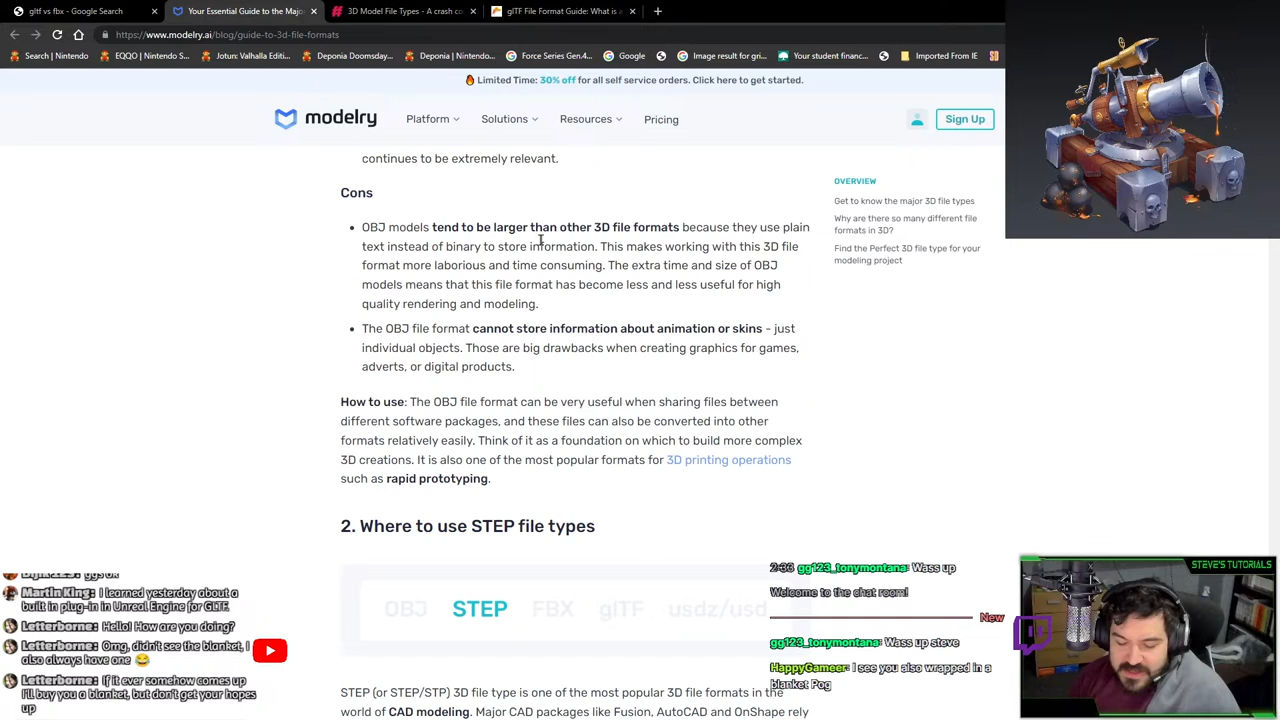 gltf vs fbx - Google Search
Your Essential Guide to the Majo
3D Model File Types - A crash co
glTF File Format Guide: What is
https://www.modelry.ai/blog/guide-to-3d-file-formats
Search | Nintendo
EQQO | Nintendo S...
Jotun: Valhalla Editi...
Deponia Doomsday...
Deponia | Nintendo...
Force Series Gen.4...
Google
Image result for gri...
Your student financ...
Imported From IE
Limited Time: 30% off for all self service orders. Click here to get started.
modelry
Platform
Solutions
Resources
Pricing
Sign Up
continues to be extremely relevant.
Cons
• OBJ models tend to be larger than other 3D file formats because they use plain
text instead of binary to store information. This makes working with this 3D file
format more laborious and time consuming. The extra time and size of OBJ
models means that this file format has become less and less useful for high
quality rendering and modeling.
• The OBJ file format cannot store information about animation or skins - just
individual objects. Those are big drawbacks when creating graphics for games,
adverts, or digital products.
How to use: The OBJ file format can be very useful when sharing files between
different software packages, and these files can also be converted into other
formats relatively easily. Think of it as a foundation on which to build more complex
3D creations. It is also one of the most popular formats for 3D printing operations
such as rapid prototyping.
2. Where to use STEP file types
OBJ STEP FBX glTF usdz/usd
STEP (or STEP/STP) 3D file type is one of the most popular 3D file formats in the
world of CAD modeling. Major CAD packages like Fusion, AutoCAD and OnShape rely
OVERVIEW
Get to know the major 3D file types
Why are there so many different file
formats in 3D?
Find the Perfect 3D file type for your
modeling project
ggs ok
MartinKing: I learned yesterday about a
built in plug-in in Unreal Engine for GLTF.
Letterborne: Hello! How are you doing?
Letterborne: Omg, didn't see the blanket, I
also always have one 😂
Letterborne: If it ever somehow comes up
I'll buy you a blanket, but don't get your hopes
up
2:33 gg123_tonymontana: Wass up
Welcome to the chat room!
New
gg123_tonymontana: Wass up steve
HappyGameer: I see you also wrapped in a
blanket Pog
STEVE'S TUTORIALS